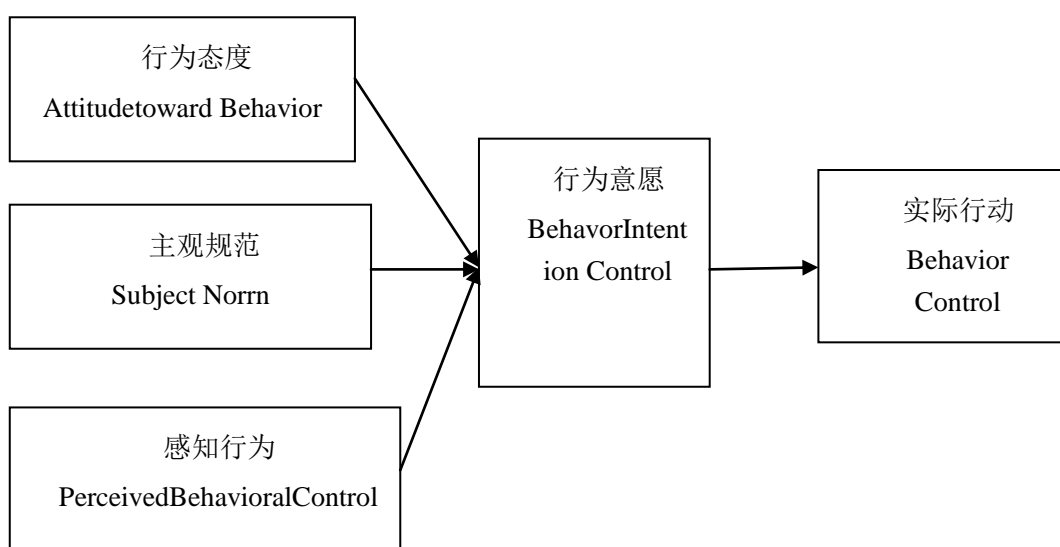 行为态度
Attitudetoward Behavior
主观规范
Subject Norrn
感知行为
PerceivedBehavioralControl
行为意愿
BehavorIntent
ion Control
实际行动
Behavior
Control